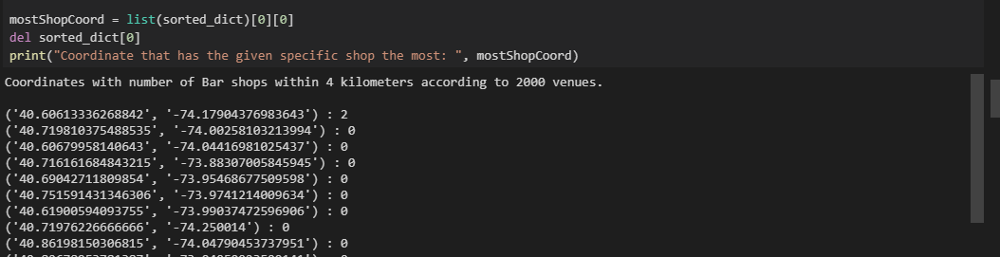 mostShopCoord = list(sorted_dict)[0][0]
del sorted_dict[0]
print("Coordinate that has the given specific shop the most: ", mostShopCoord)
Coordinates with number of Bar shops within 4 kilometers according to 2000 venues.
('40.60613336268842', '-74.17904376983643') : 2
('40.719810375488535', '-74.00258103213994') : 0
('40.60679958140643', '-74.04416981025437') : 0
('40.716161684843215', '-73.88307005845945') : 0
('40.69042711809854', '-73.95468677509598') : 0
('40.751591431346306', '-73.9741214009634') : 0
('40.61900594093755', '-73.99037472596906') : 0
('40.71976226666666', '-74.250014') : 0
('40.86198150306815', '-74.04790453737951') : 0